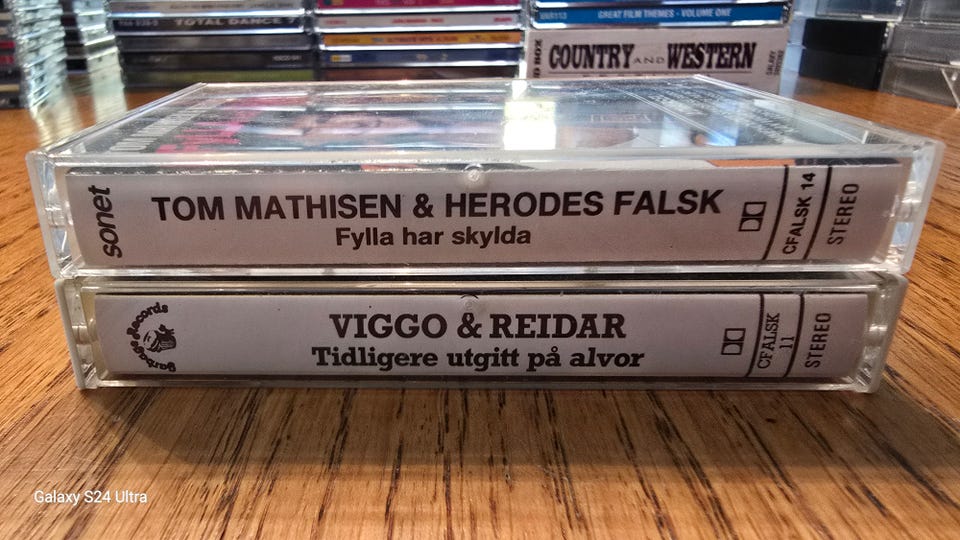 TOTAL DANCE
GREAT FILM THEMES - VOLUME ONE
COUNTRY AND WESTERN
sonet
TOM MATHISEN & HERODES FALSK
Fylla har skylda
CFALSK 14
STEREO
Garbage Records
VIGGO & REIDAR
Tidligere utgitt på alvor
CFALSK
11
STEREO
Galaxy S24 Ultra